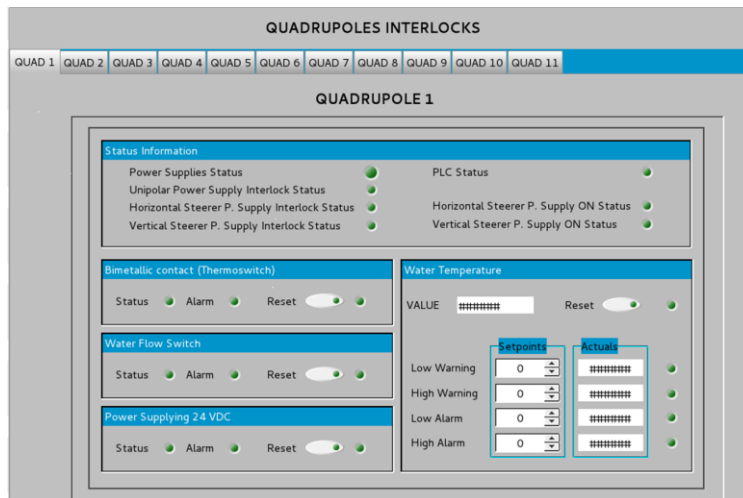 QUADRUPOLES INTERLOCKS
QUAD 1 QUAD 2 QUAD 3 QUAD 4 QUAD 5 QUAD 6 QUAD 7 QUAD 8 QUAD 9 QUAD 10 QUAD 11
QUADRUPOLE 1
Status Information
Power Supplies Status PLC Status
Unipolar Power Supply Interlock Status
Horizontal Steerer P. Supply Interlock Status Horizontal Steerer P. Supply ON Status
Vertical Steerer P. Supply Interlock Status Vertical Steerer P. Supply ON Status
Bimetallic contact (Thermoswitch)
Status Alarm Reset
Water Flow Switch
Status Alarm Reset
Power Supplying 24 VDC
Status Alarm Reset
Water Temperature
VALUE ###### Reset
Setpoints Actuals
Low Warning 0 ######
High Warning 0 ######
Low Alarm 0 ######
High Alarm 0 ######